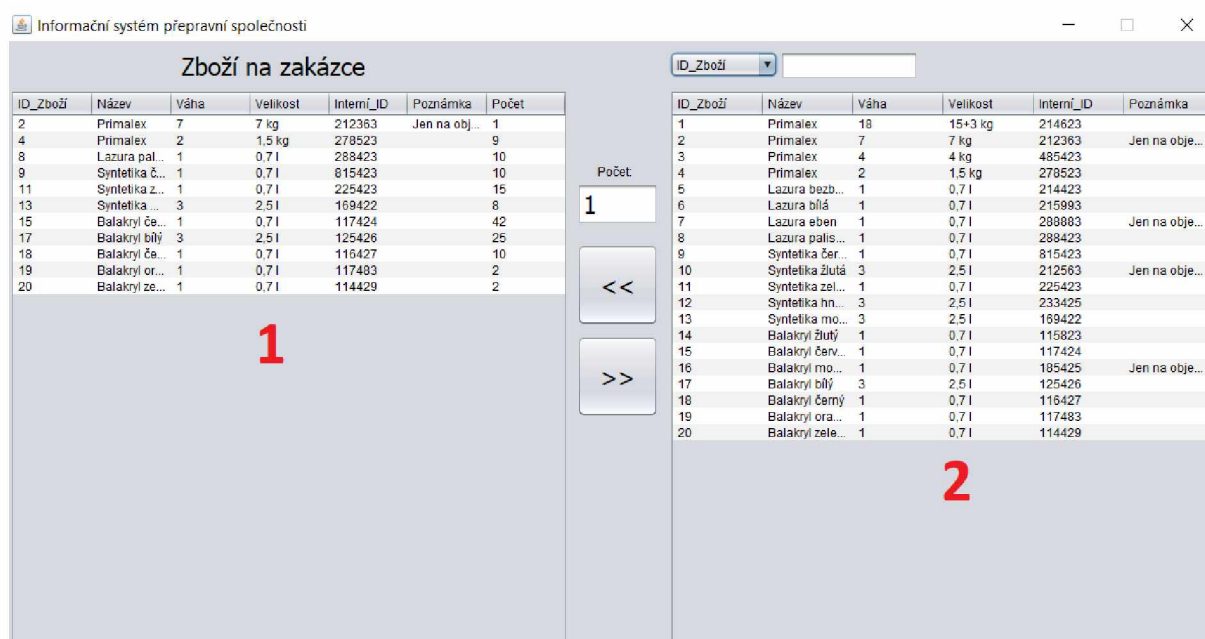 Informační systém přepravní společnosti
Zboží na zakázce
ID_Zboží Název Váha Velikost Interní_ID Poznámka Počet
2 Primalex 7 7 kg 212363 Jen na obj... 1
4 Primalex 2 1,5 kg 278523 9
8 Lazura pal... 1 0,7 l 288423 10
9 Syntetika č... 1 0,7 l 815423 10
11 Syntetika z... 1 0,7 l 225423 15
13 Syntetika ... 3 2,5 l 169422 8
15 Balakryl če... 1 0,7 l 117424 42
17 Balakryl bílý 3 2,5 l 125426 25
18 Balakryl če... 1 0,7 l 116427 10
19 Balakryl or... 1 0,7 l 117483 2
20 Balakryl ze... 1 0,7 l 114429 2
1
Počet:
1
<<
>>
ID_Zboží
ID_Zboží Název Váha Velikost Interní_ID Poznámka
1 Primalex 18 15+3 kg 214623
2 Primalex 7 7 kg 212363 Jen na obje...
3 Primalex 4 4 kg 485423
4 Primalex 2 1,5 kg 278523
5 Lazura bezb... 1 0,7 l 214423
6 Lazura bílá 1 0,7 l 215993
7 Lazura eben 1 0,7 l 288883 Jen na obje...
8 Lazura palis... 1 0,7 l 288423
9 Syntetika čer... 1 0,7 l 815423
10 Syntetika žlutá 3 2,5 l 212563 Jen na obje...
11 Syntetika zel... 1 0,7 l 225423
12 Syntetika hn... 3 2,5 l 233425
13 Syntetika mo... 3 2,5 l 169422
14 Balakryl žlutý 1 0,7 l 115823
15 Balakryl červ... 1 0,7 l 117424
16 Balakryl mo... 1 0,7 l 185425 Jen na obje...
17 Balakryl bílý 3 2,5 l 125426
18 Balakryl černý 1 0,7 l 116427
19 Balakryl ora... 1 0,7 l 117483
20 Balakryl zele... 1 0,7 l 114429
2